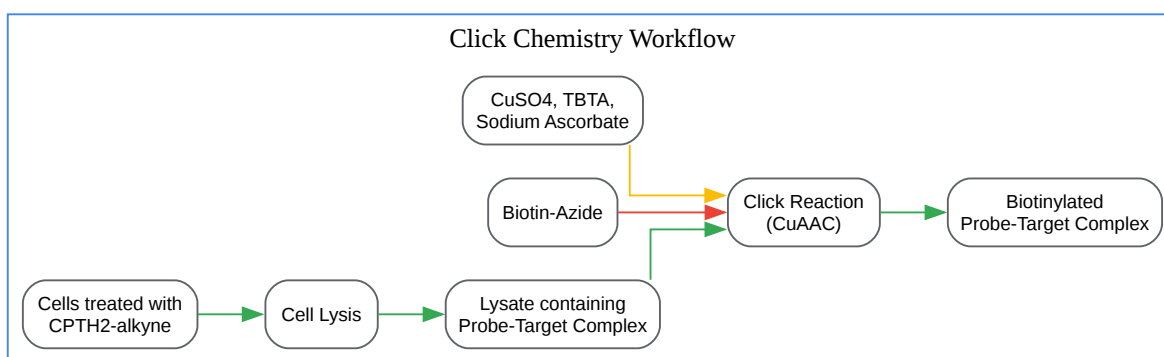 Click Chemistry Workflow
CuSO4, TBTA,
Sodium Ascorbate
Biotin-Azide
Click Reaction
(CuAAC)
Biotinylated
Probe-Target Complex
Cells treated with
CPTH2-alkyne
Cell Lysis
Lysate containing
Probe-Target Complex